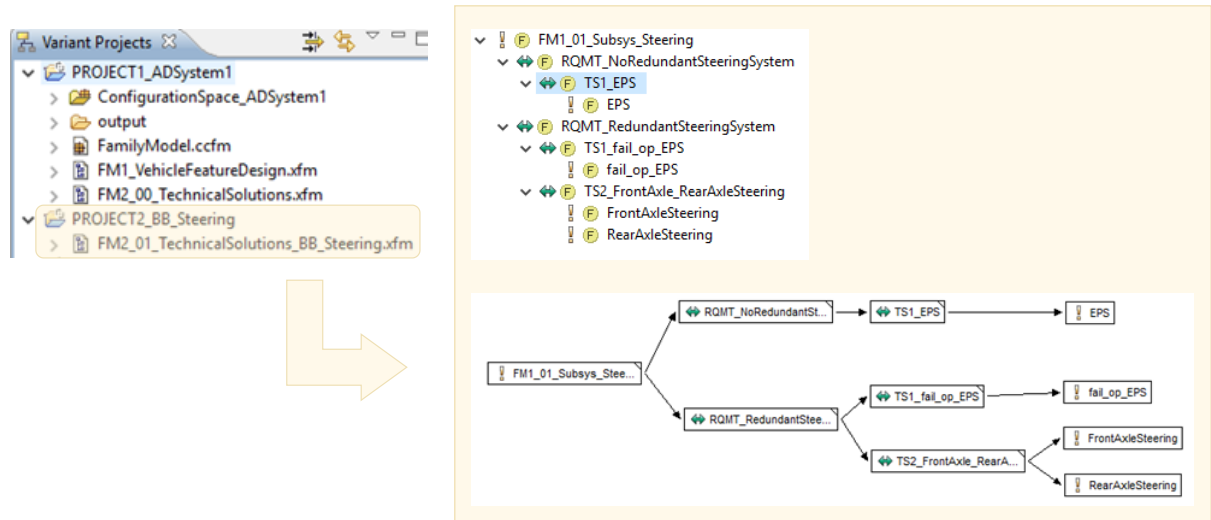 Variant Projects
PROJECT1_ADSystem1
ConfigurationSpace_ADSystem1
output
FamilyModel.ccfm
FM1_VehicleFeatureDesign.xfm
FM2_00_TechnicalSolutions.xfm
PROJECT2_BB_Steering
FM2_01_TechnicalSolutions_BB_Steering.xfm
FM1_01_Subsys_Steering
RQMT_NoRedundantSteeringSystem
TS1_EPS
EPS
RQMT_RedundantSteeringSystem
TS1_fail_op_EPS
fail_op_EPS
TS2_FrontAxle_RearAxleSteering
FrontAxleSteering
RearAxleSteering
RQMT_NoRedundantSt...
TS1_EPS
EPS
FM1_01_Subsys_Stee...
TS1_fail_op_EPS
fail_op_EPS
RQMT_RedundantStee...
FrontAxleSteering
TS2_FrontAxle_RearA...
RearAxleSteering